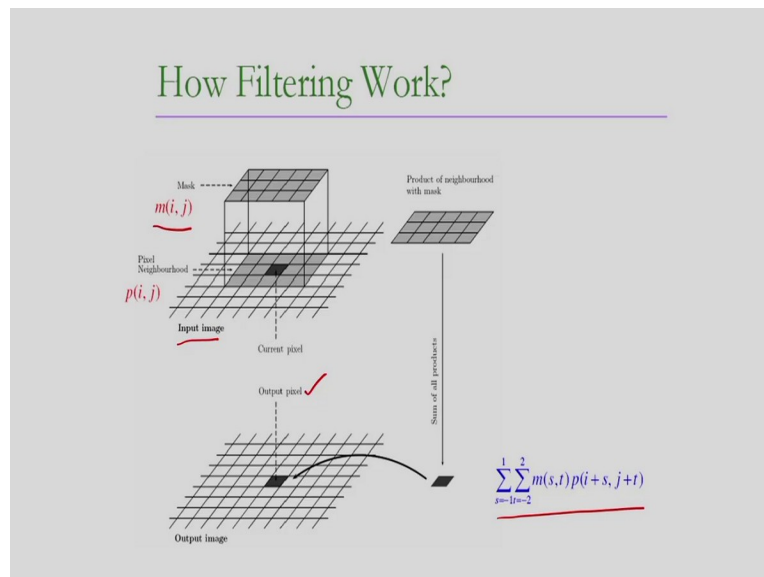 How Filtering Work?
Mask
m(i, j)
Product of neighbourhood
with mask
Pixel
Neighbourhood
p(i, j)
Input image
Current pixel
Output pixel
Sum of all products
∑_{s=-1}^{1} ∑_{t=-2}^{2} m(s,t) p(i+s, j+t)
Output image